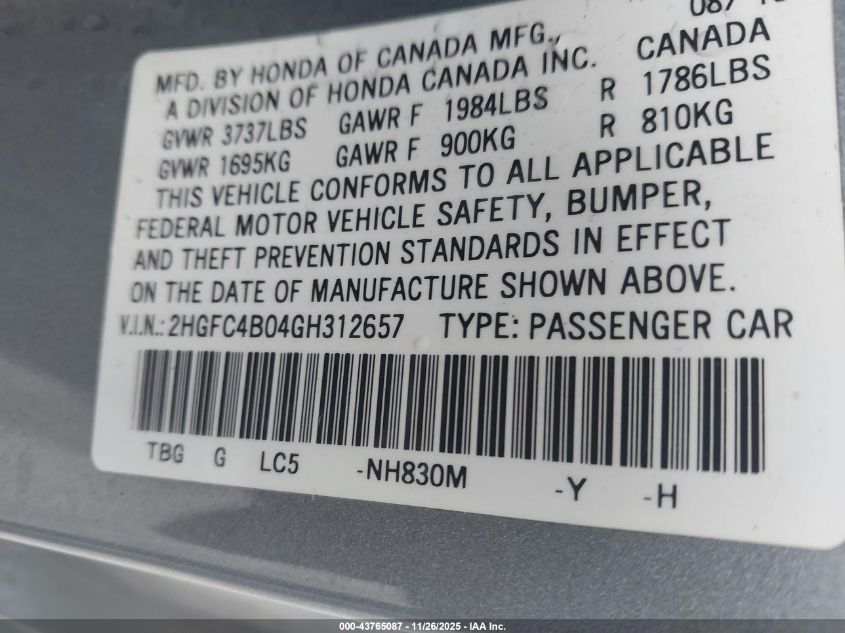 MFD. BY HONDA OF CANADA MFG.,
A DIVISION OF HONDA CANADA INC. CANADA
GVWR 3737LBS GAWR F 1984LBS R 1786LBS
GVWR 1695KG GAWR F 900KG R 810KG
THIS VEHICLE CONFORMS TO ALL APPLICABLE
FEDERAL MOTOR VEHICLE SAFETY, BUMPER,
AND THEFT PREVENTION STANDARDS IN EFFECT
ON THE DATE OF MANUFACTURE SHOWN ABOVE.
V.I.N.: 2HGFC4B04GH312657 TYPE: PASSENGER CAR
TBG G LC5 -NH830M -Y -H
000-43765087 - 11/26/2025 - IAA Inc.